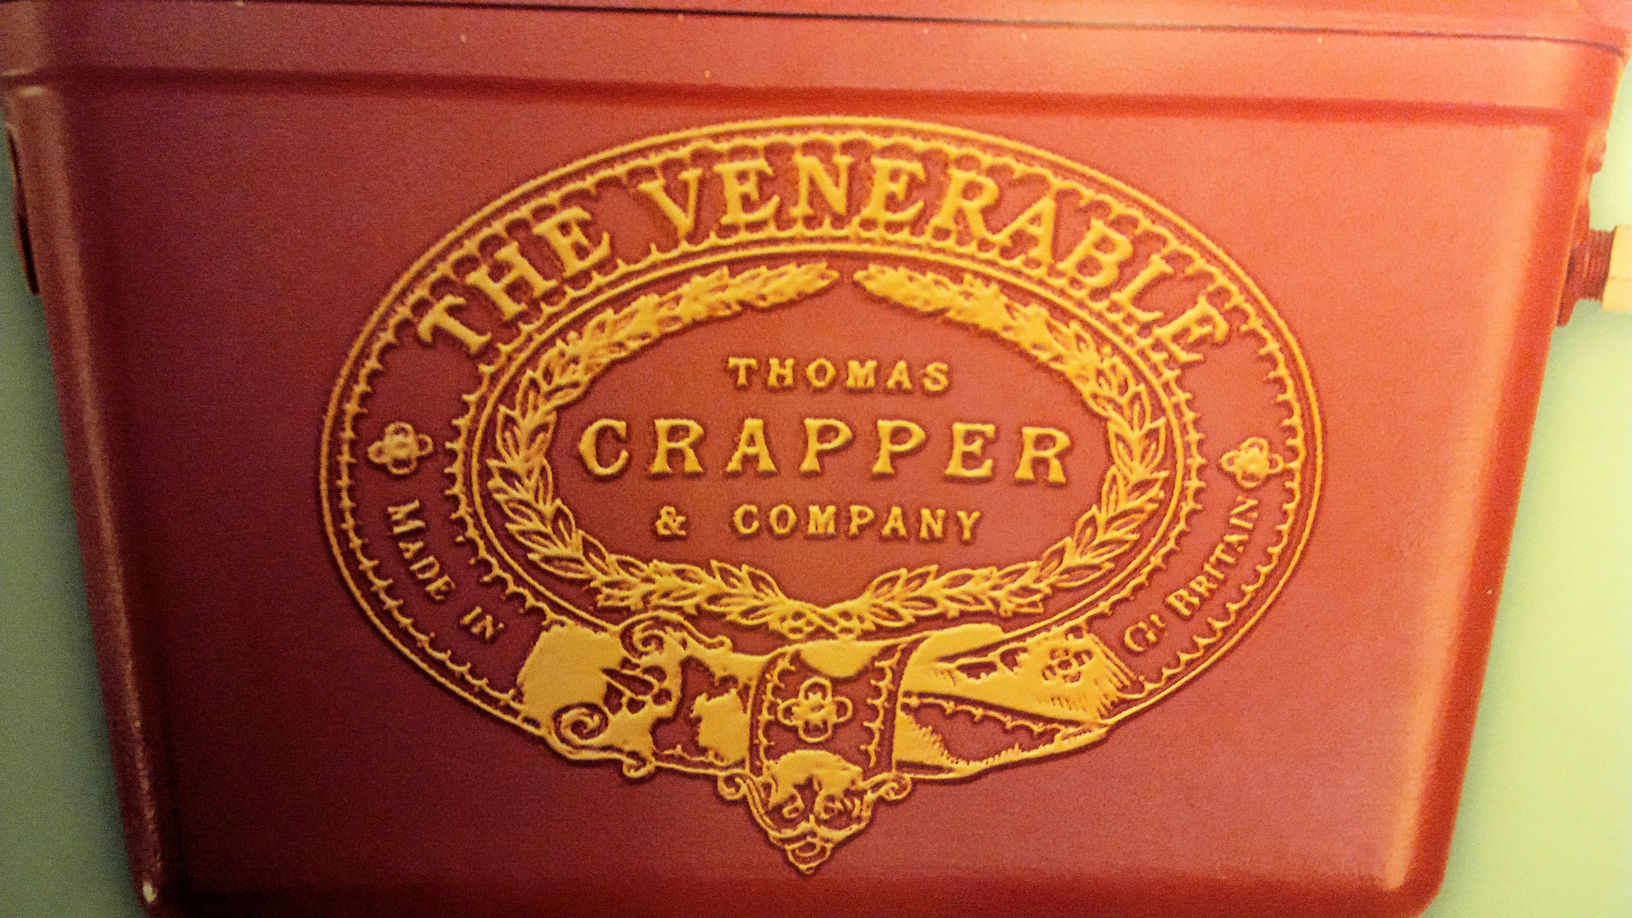 THE VENERABLE
THOMAS
CRAPPER
& COMPANY
MADE IN
Gt BRITAIN